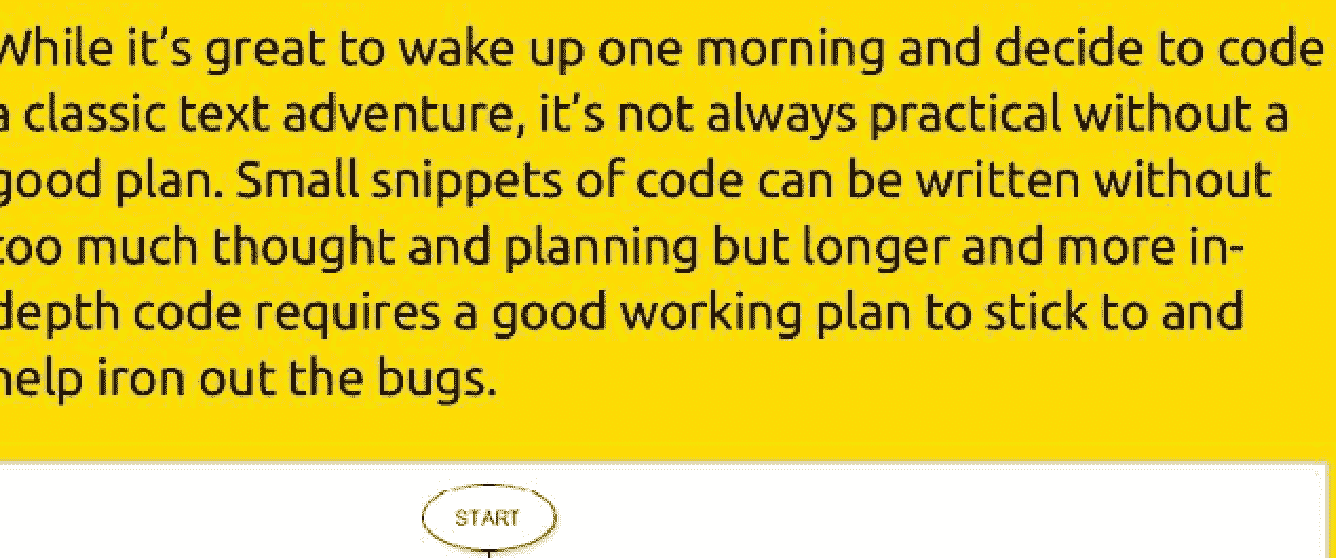 While it's great to wake up one morning and decide to code
a classic text adventure, it's not always practical without a
good plan. Small snippets of code can be written without
too much thought and planning but longer and more in-
depth code requires a good working plan to stick to and
help iron out the bugs.
START